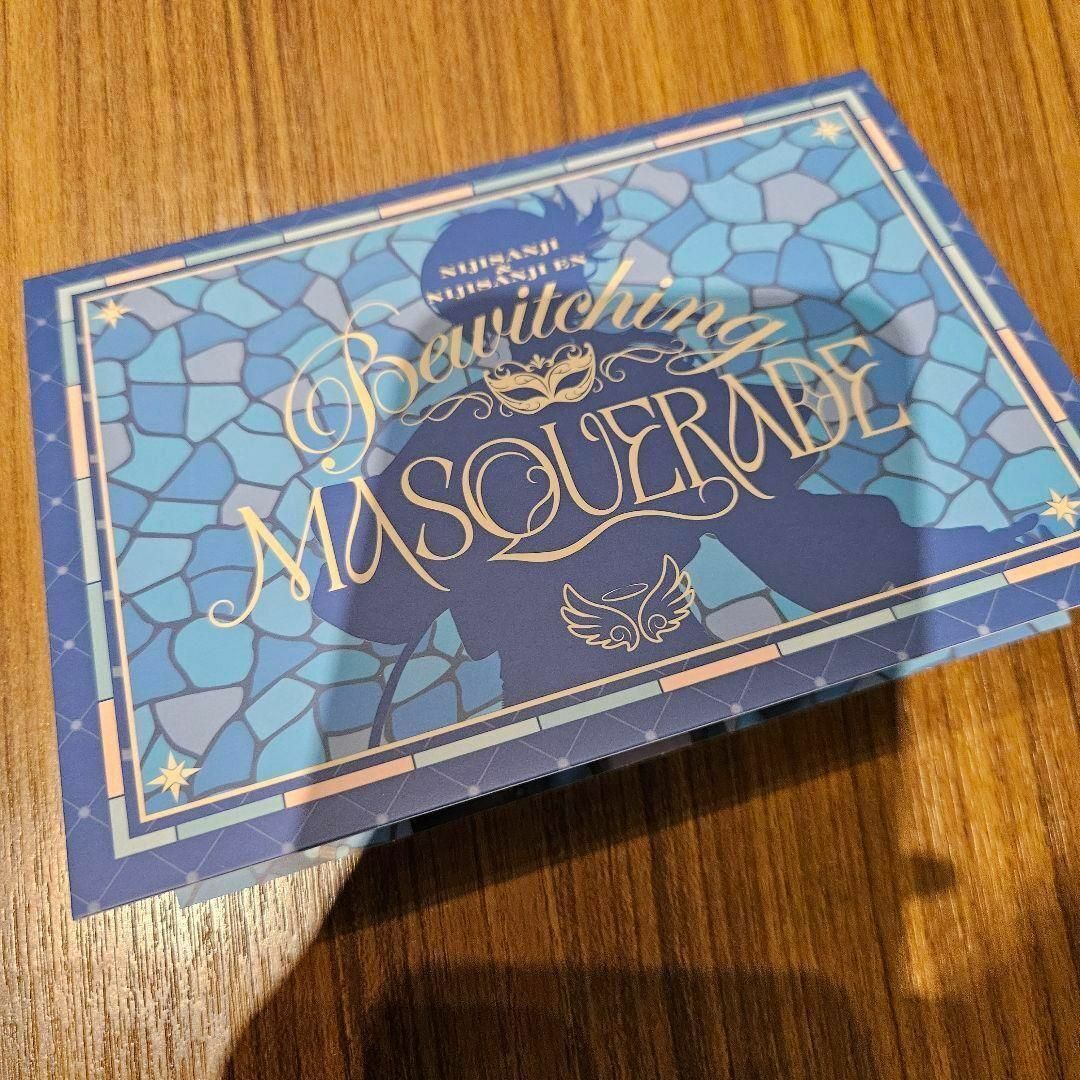 NIJISANJI
&
NIJISANJI EN
Bewitching
MASQUERADE